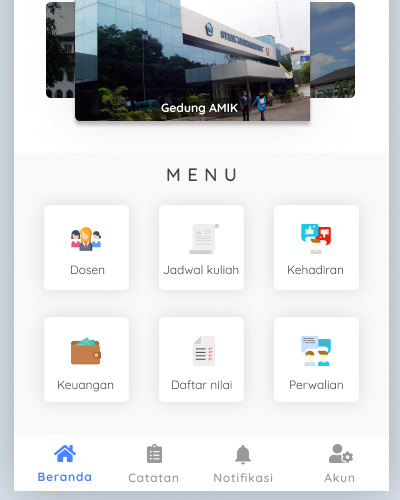 Gedung AMIK
MENU
Dosen
Jadwal kuliah
Kehadiran
Keuangan
Daftar nilai
Perwalian
Beranda
Catatan
Notifikasi
Akun